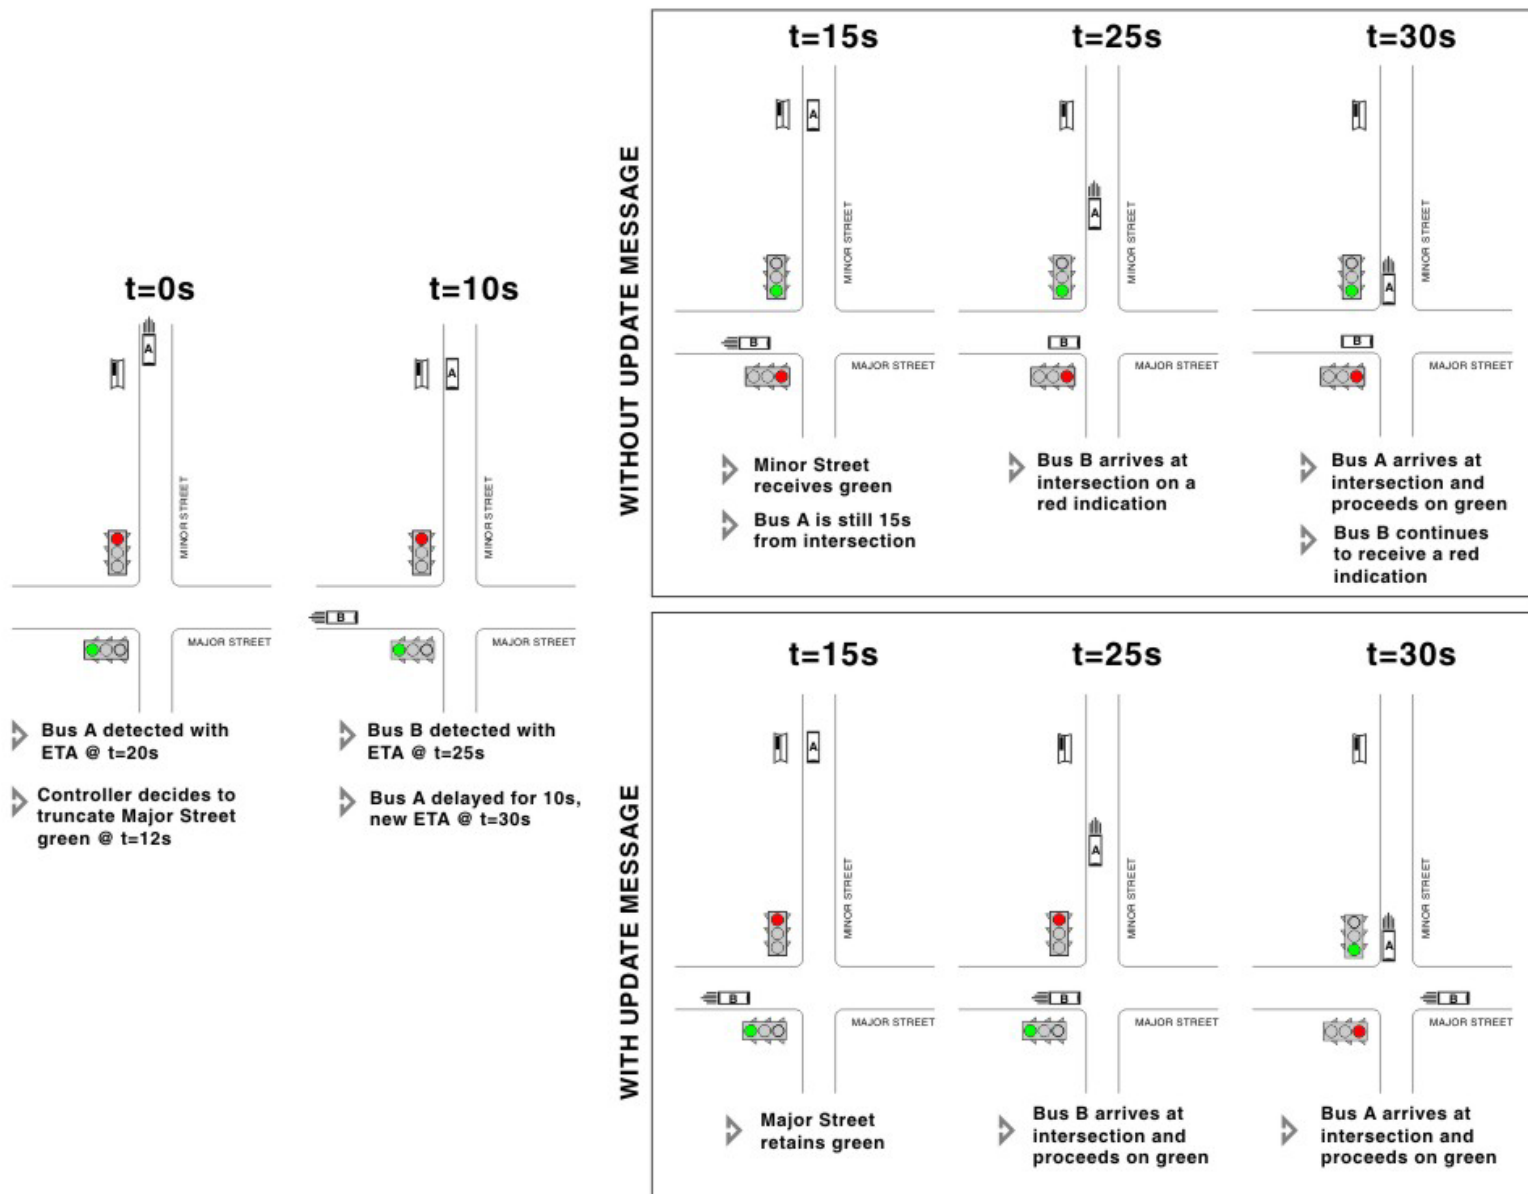 t=0s
A
MINOR STREET
MAJOR STREET
Bus A detected with
ETA @ t=20s
Controller decides to
truncate Major Street
green @ t=12s
t=10s
A
MINOR STREET
B
MAJOR STREET
Bus B detected with
ETA @ t=25s
Bus A delayed for 10s,
new ETA @ t=30s
WITHOUT UPDATE MESSAGE
t=15s
A
MINOR STREET
B
MAJOR STREET
Minor Street
receives green
Bus A is still 15s
from intersection
t=25s
A
MINOR STREET
B
MAJOR STREET
Bus B arrives at
intersection on a
red indication
t=30s
MINOR STREET
A
B
MAJOR STREET
Bus A arrives at
intersection and
proceeds on green
Bus B continues
to receive a red
indication
WITH UPDATE MESSAGE
t=15s
A
MINOR STREET
B
MAJOR STREET
Major Street
retains green
t=25s
A
MINOR STREET
B
MAJOR STREET
Bus B arrives at
intersection and
proceeds on green
t=30s
MINOR STREET
A
B
MAJOR STREET
Bus A arrives at
intersection and
proceeds on green